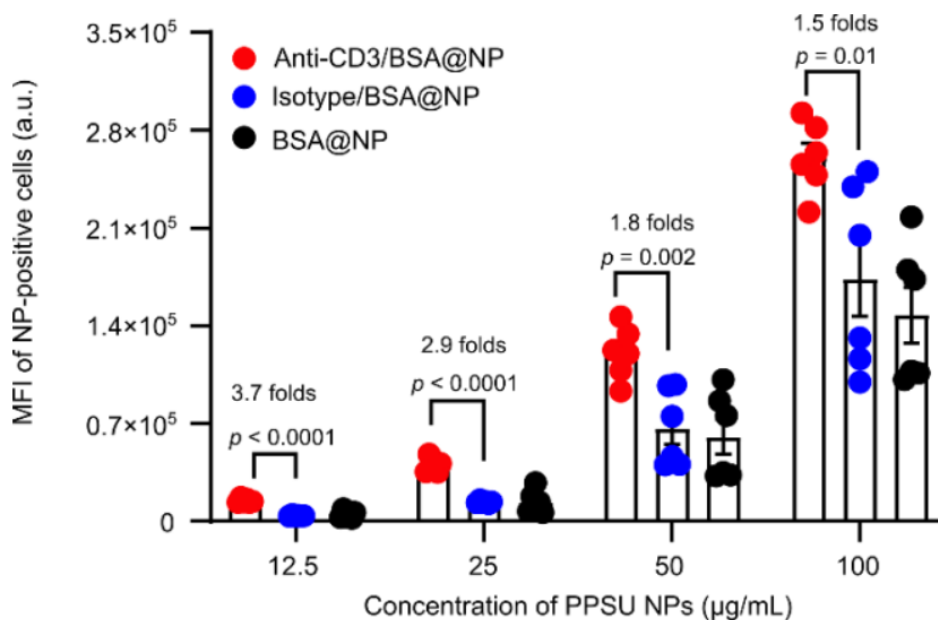 MFI of NP-positive cells (a.u.)
3.5×10⁵
2.8×10⁵
2.1×10⁵
1.4×10⁵
0.7×10⁵
0
Anti-CD3/BSA@NP
Isotype/BSA@NP
BSA@NP
3.7 folds
p < 0.0001
2.9 folds
p < 0.0001
1.8 folds
p = 0.002
1.5 folds
p = 0.01
12.5 25 50 100
Concentration of PPSU NPs (μg/mL)